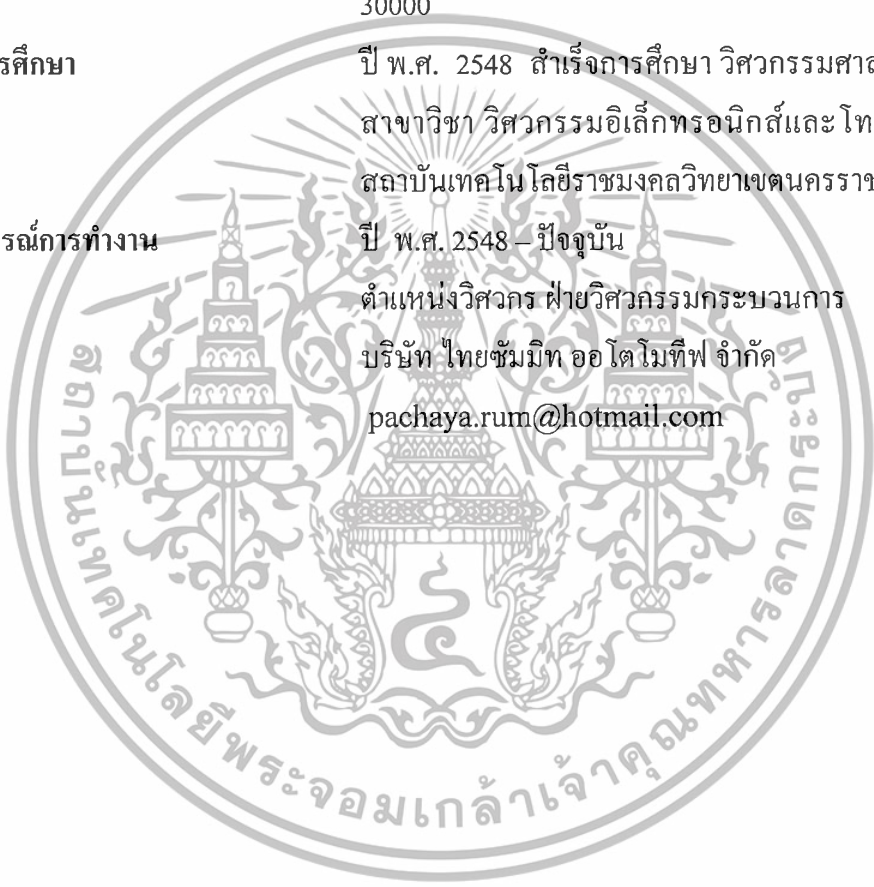 30000
รศึกษา ปี พ.ศ. 2548 สำเร็จการศึกษา วิศวกรรมศาส
สาขาวิชา วิศวกรรมอิเล็กทรอนิกส์และโท
สถาบันเทคโนโลยีราชมงคลวิทยาเขตนครราช
รณ์การทำงาน ปี พ.ศ. 2548 – ปัจจุบัน
ตำแหน่งวิศวกร ฝ่ายวิศวกรรมกระบวนการ
บริษัท ไทยซัมมิท ออโตโมทีฟ จำกัด
pachaya.rum@hotmail.com
สถาบันเทคโนโลยีพระจอมเกล้าเจ้าคุณทหารลาดกระบัง